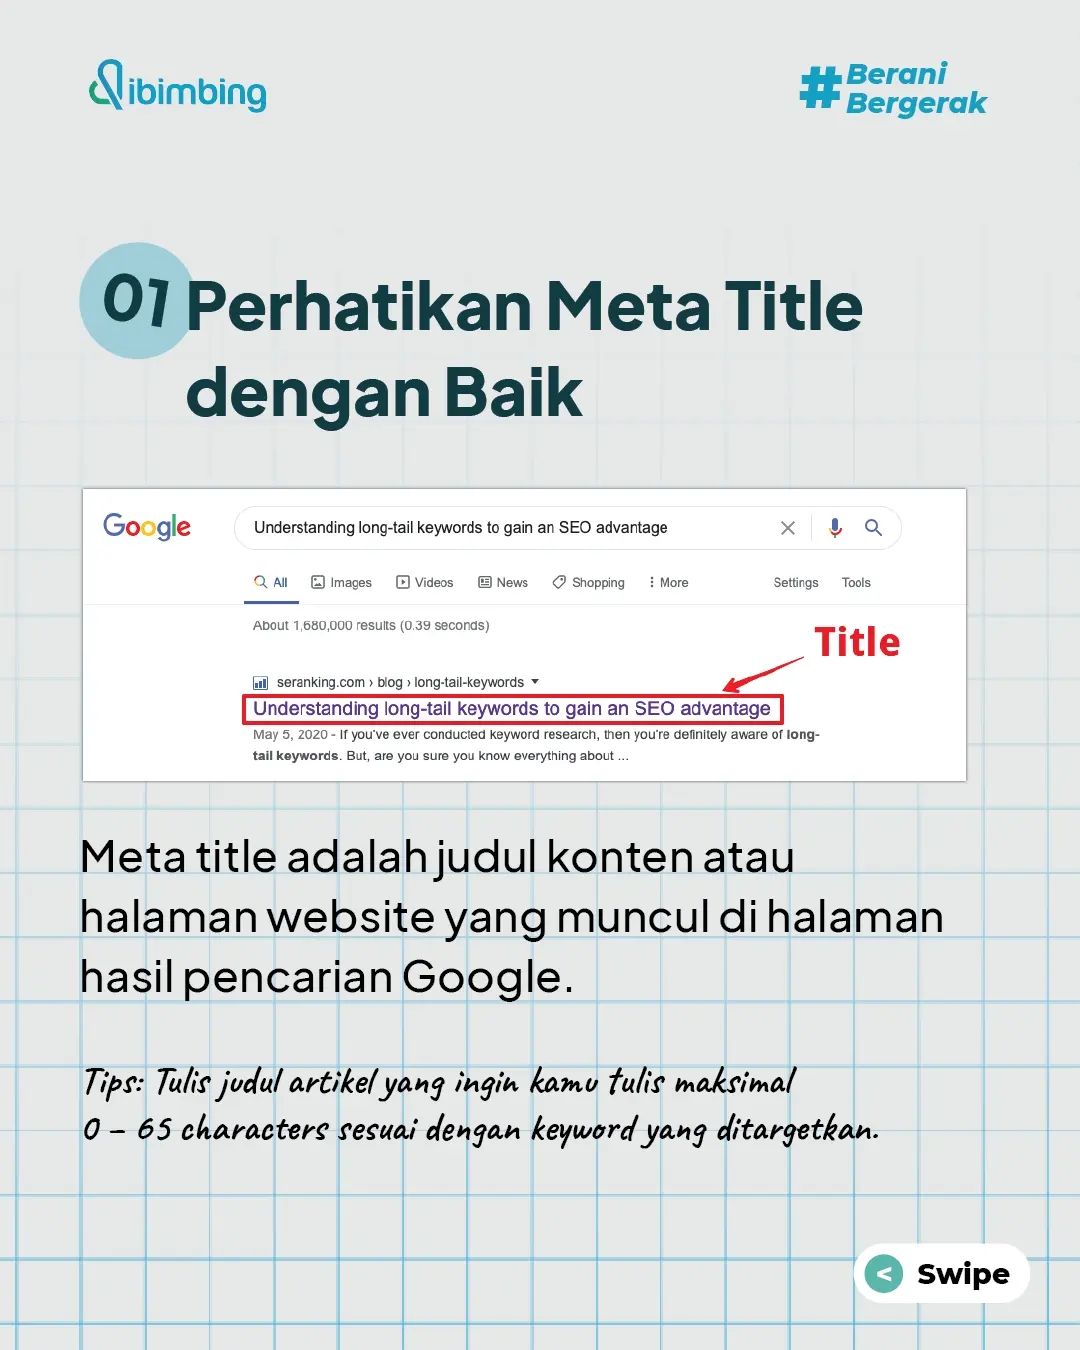 dibimbing
#Berani
Bergerak
01 Perhatikan Meta Title
dengan Baik
Google
Understanding long-tail keywords to gain an SEO advantage
All Images Videos News Shopping More Settings Tools
About 1,680,000 results (0.39 seconds)
Title
seranking.com › blog › long-tail-keywords
Understanding long-tail keywords to gain an SEO advantage
May 5, 2020 - If you've ever conducted keyword research, then you're definitely aware of long-
tail keywords. But, are you sure you know everything about ...
Meta title adalah judul konten atau
halaman website yang muncul di halaman
hasil pencarian Google.
Tips: Tulis judul artikel yang ingin kamu tulis maksimal
0 – 65 characters sesuai dengan keyword yang ditargetkan.
< Swipe